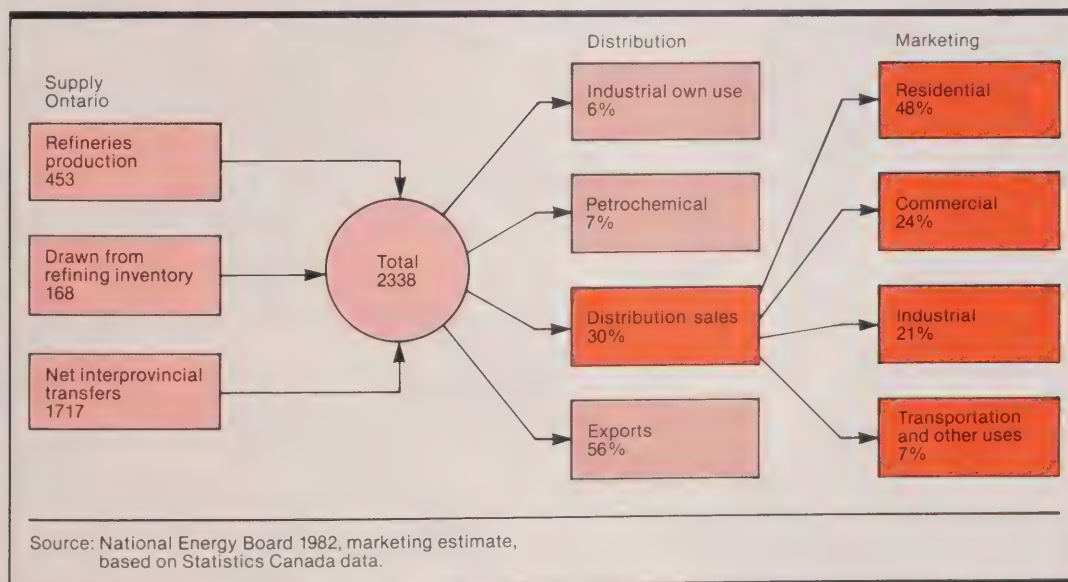 Supply
Ontario
Refineries
production
453
Drawn from
refining inventory
168
Net interprovincial
transfers
1717
Total
2338
Distribution
Industrial own use
6%
Petrochemical
7%
Distribution sales
30%
Exports
56%
Marketing
Residential
48%
Commercial
24%
Industrial
21%
Transportation
and other uses
7%
Source: National Energy Board 1982, marketing estimate,
based on Statistics Canada data.